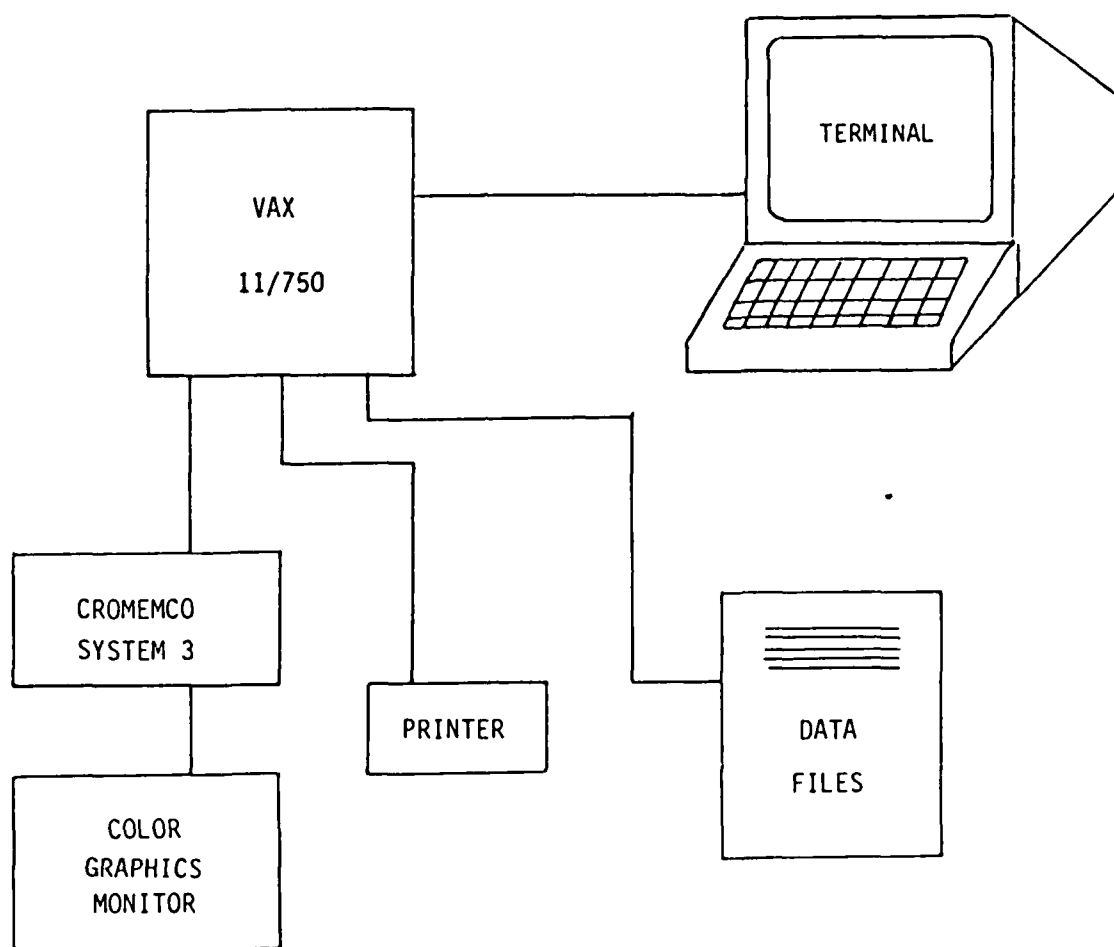 TERMINAL
VAX
11/750
CROMEMCO
SYSTEM 3
PRINTER
DATA
FILES
COLOR
GRAPHICS
MONITOR